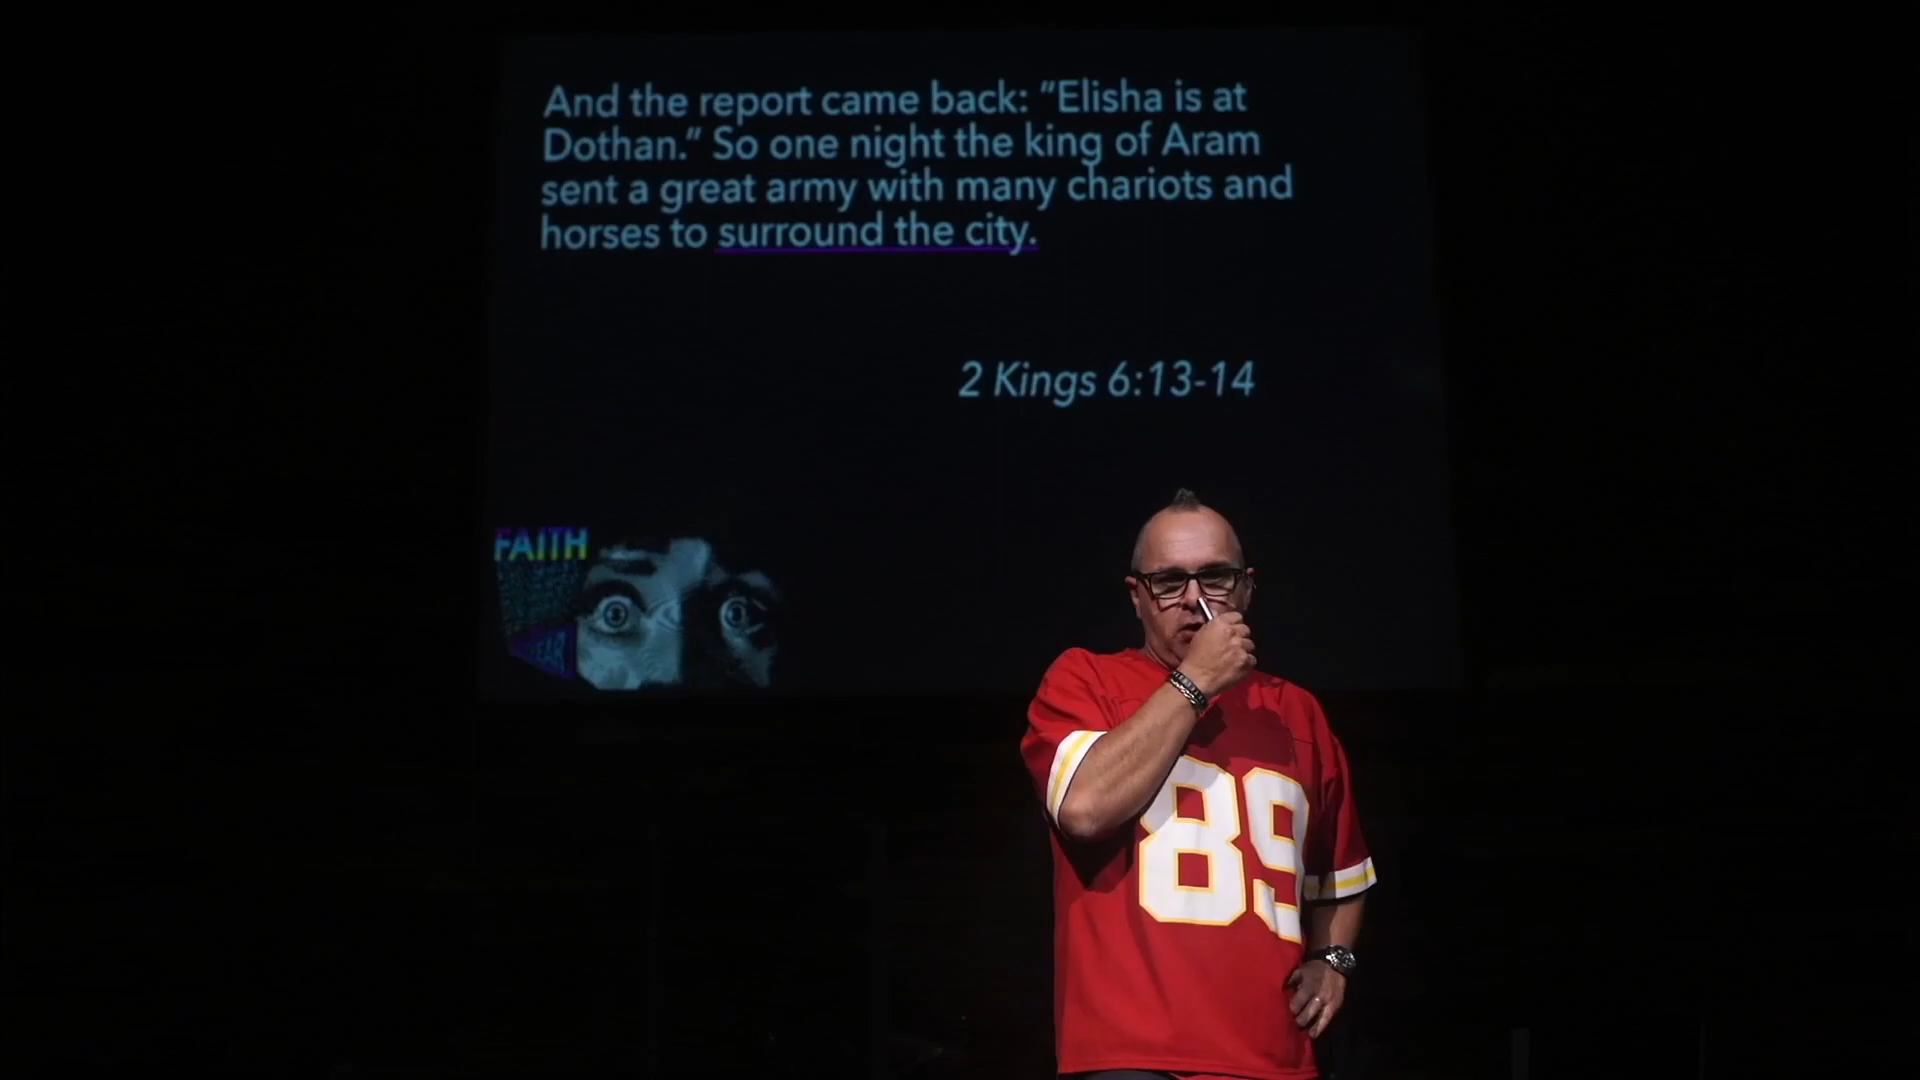 And the report came back: “Elisha is at
Dothan.” So one night the king of Aram
sent a great army with many chariots and
horses to surround the city.
2 Kings 6:13-14
FAITH
FEAR
89